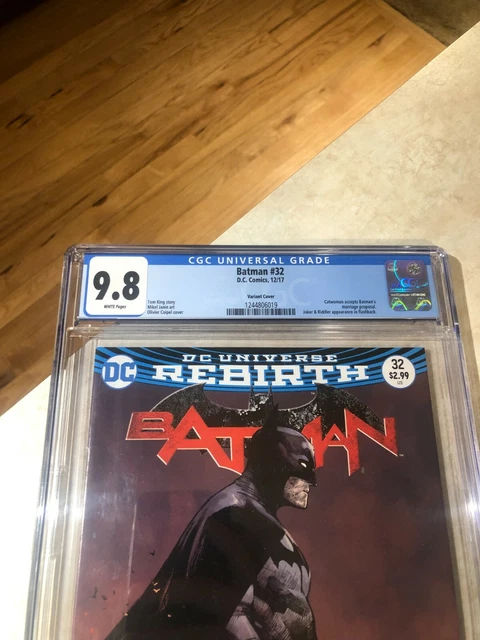 CGC UNIVERSAL GRADE
9.8
WHITE Pages
Batman #32
D.C. Comics, 12/17
Variant Cover
1244806019
Tom King story
Mikel Janin art
Olivier Coipel cover
Catwoman accepts Batman's
marriage proposal.
Joker & Riddler appearance in flashback.
DC
DC UNIVERSE
REBIRTH
32
$2.99
US
BATMAN